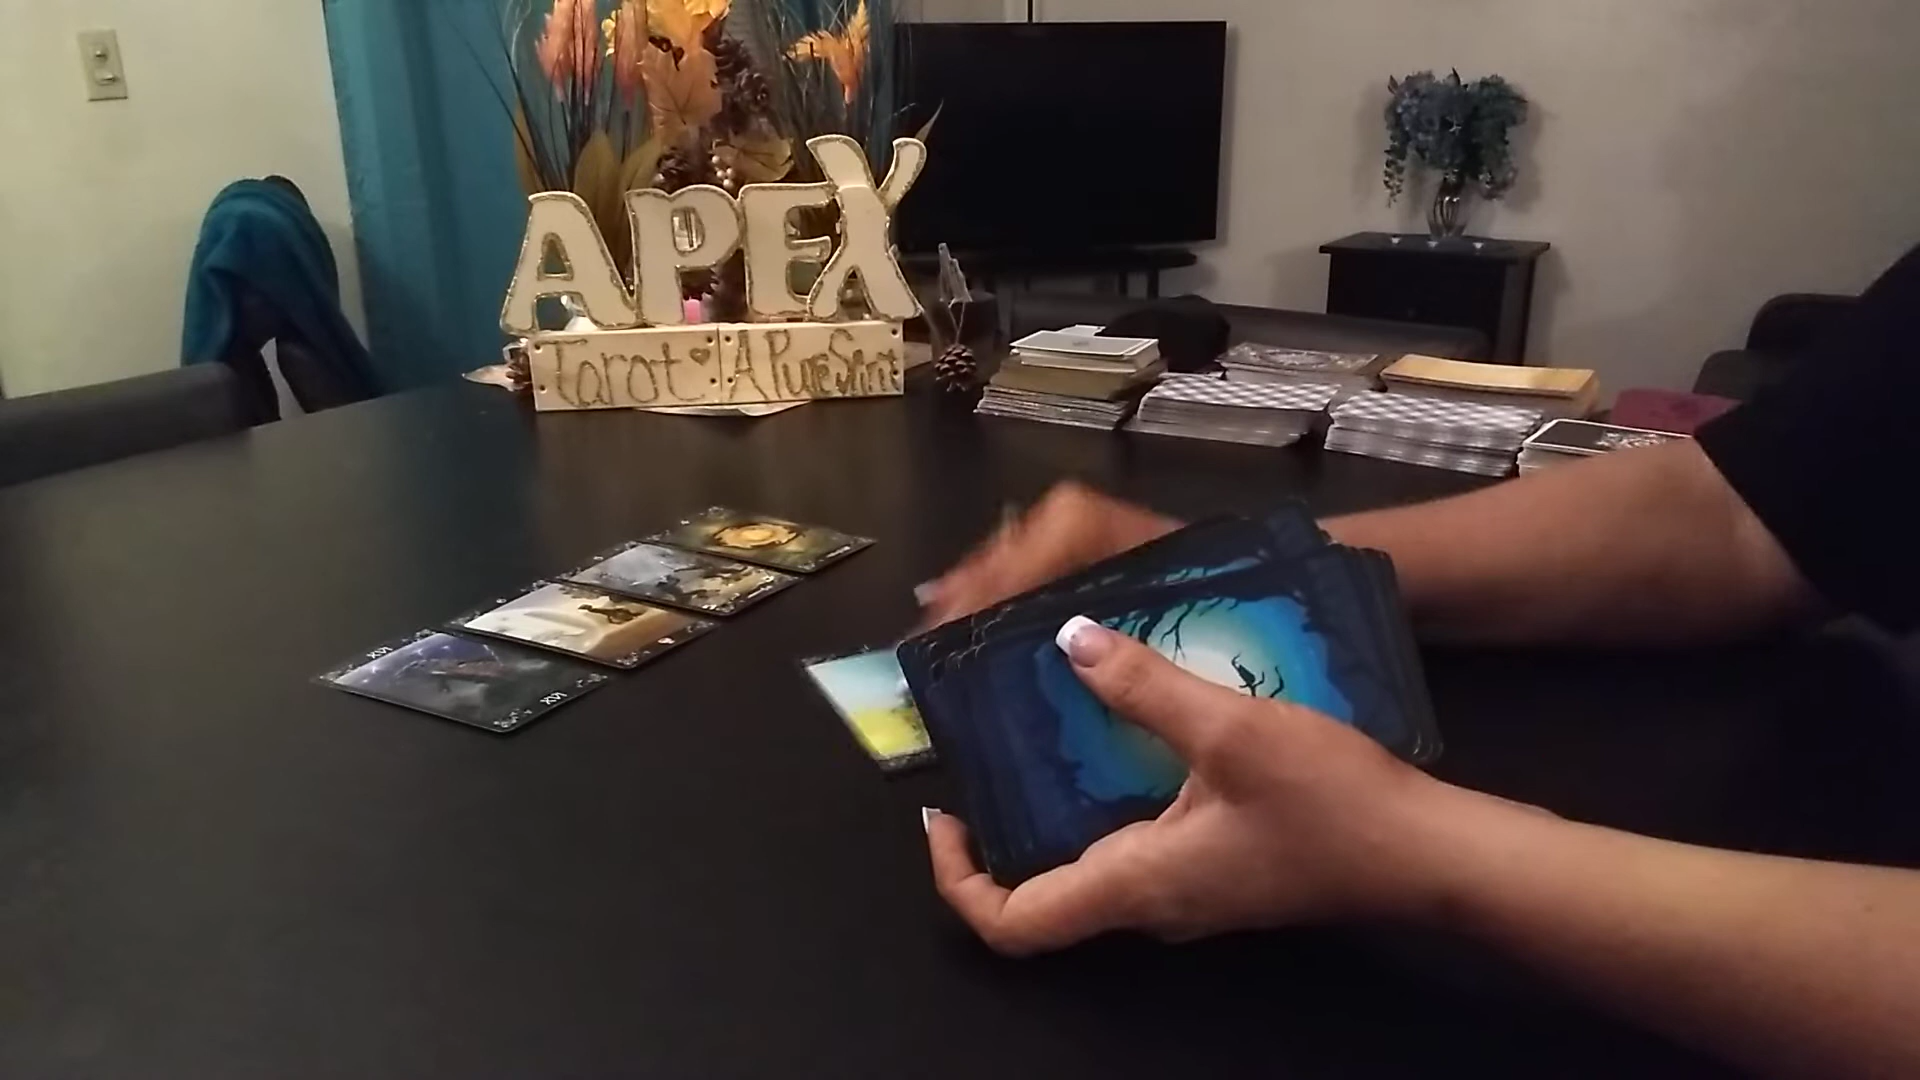 APEX
Tarot ♥ A Pure Spirit
XVI
XVI